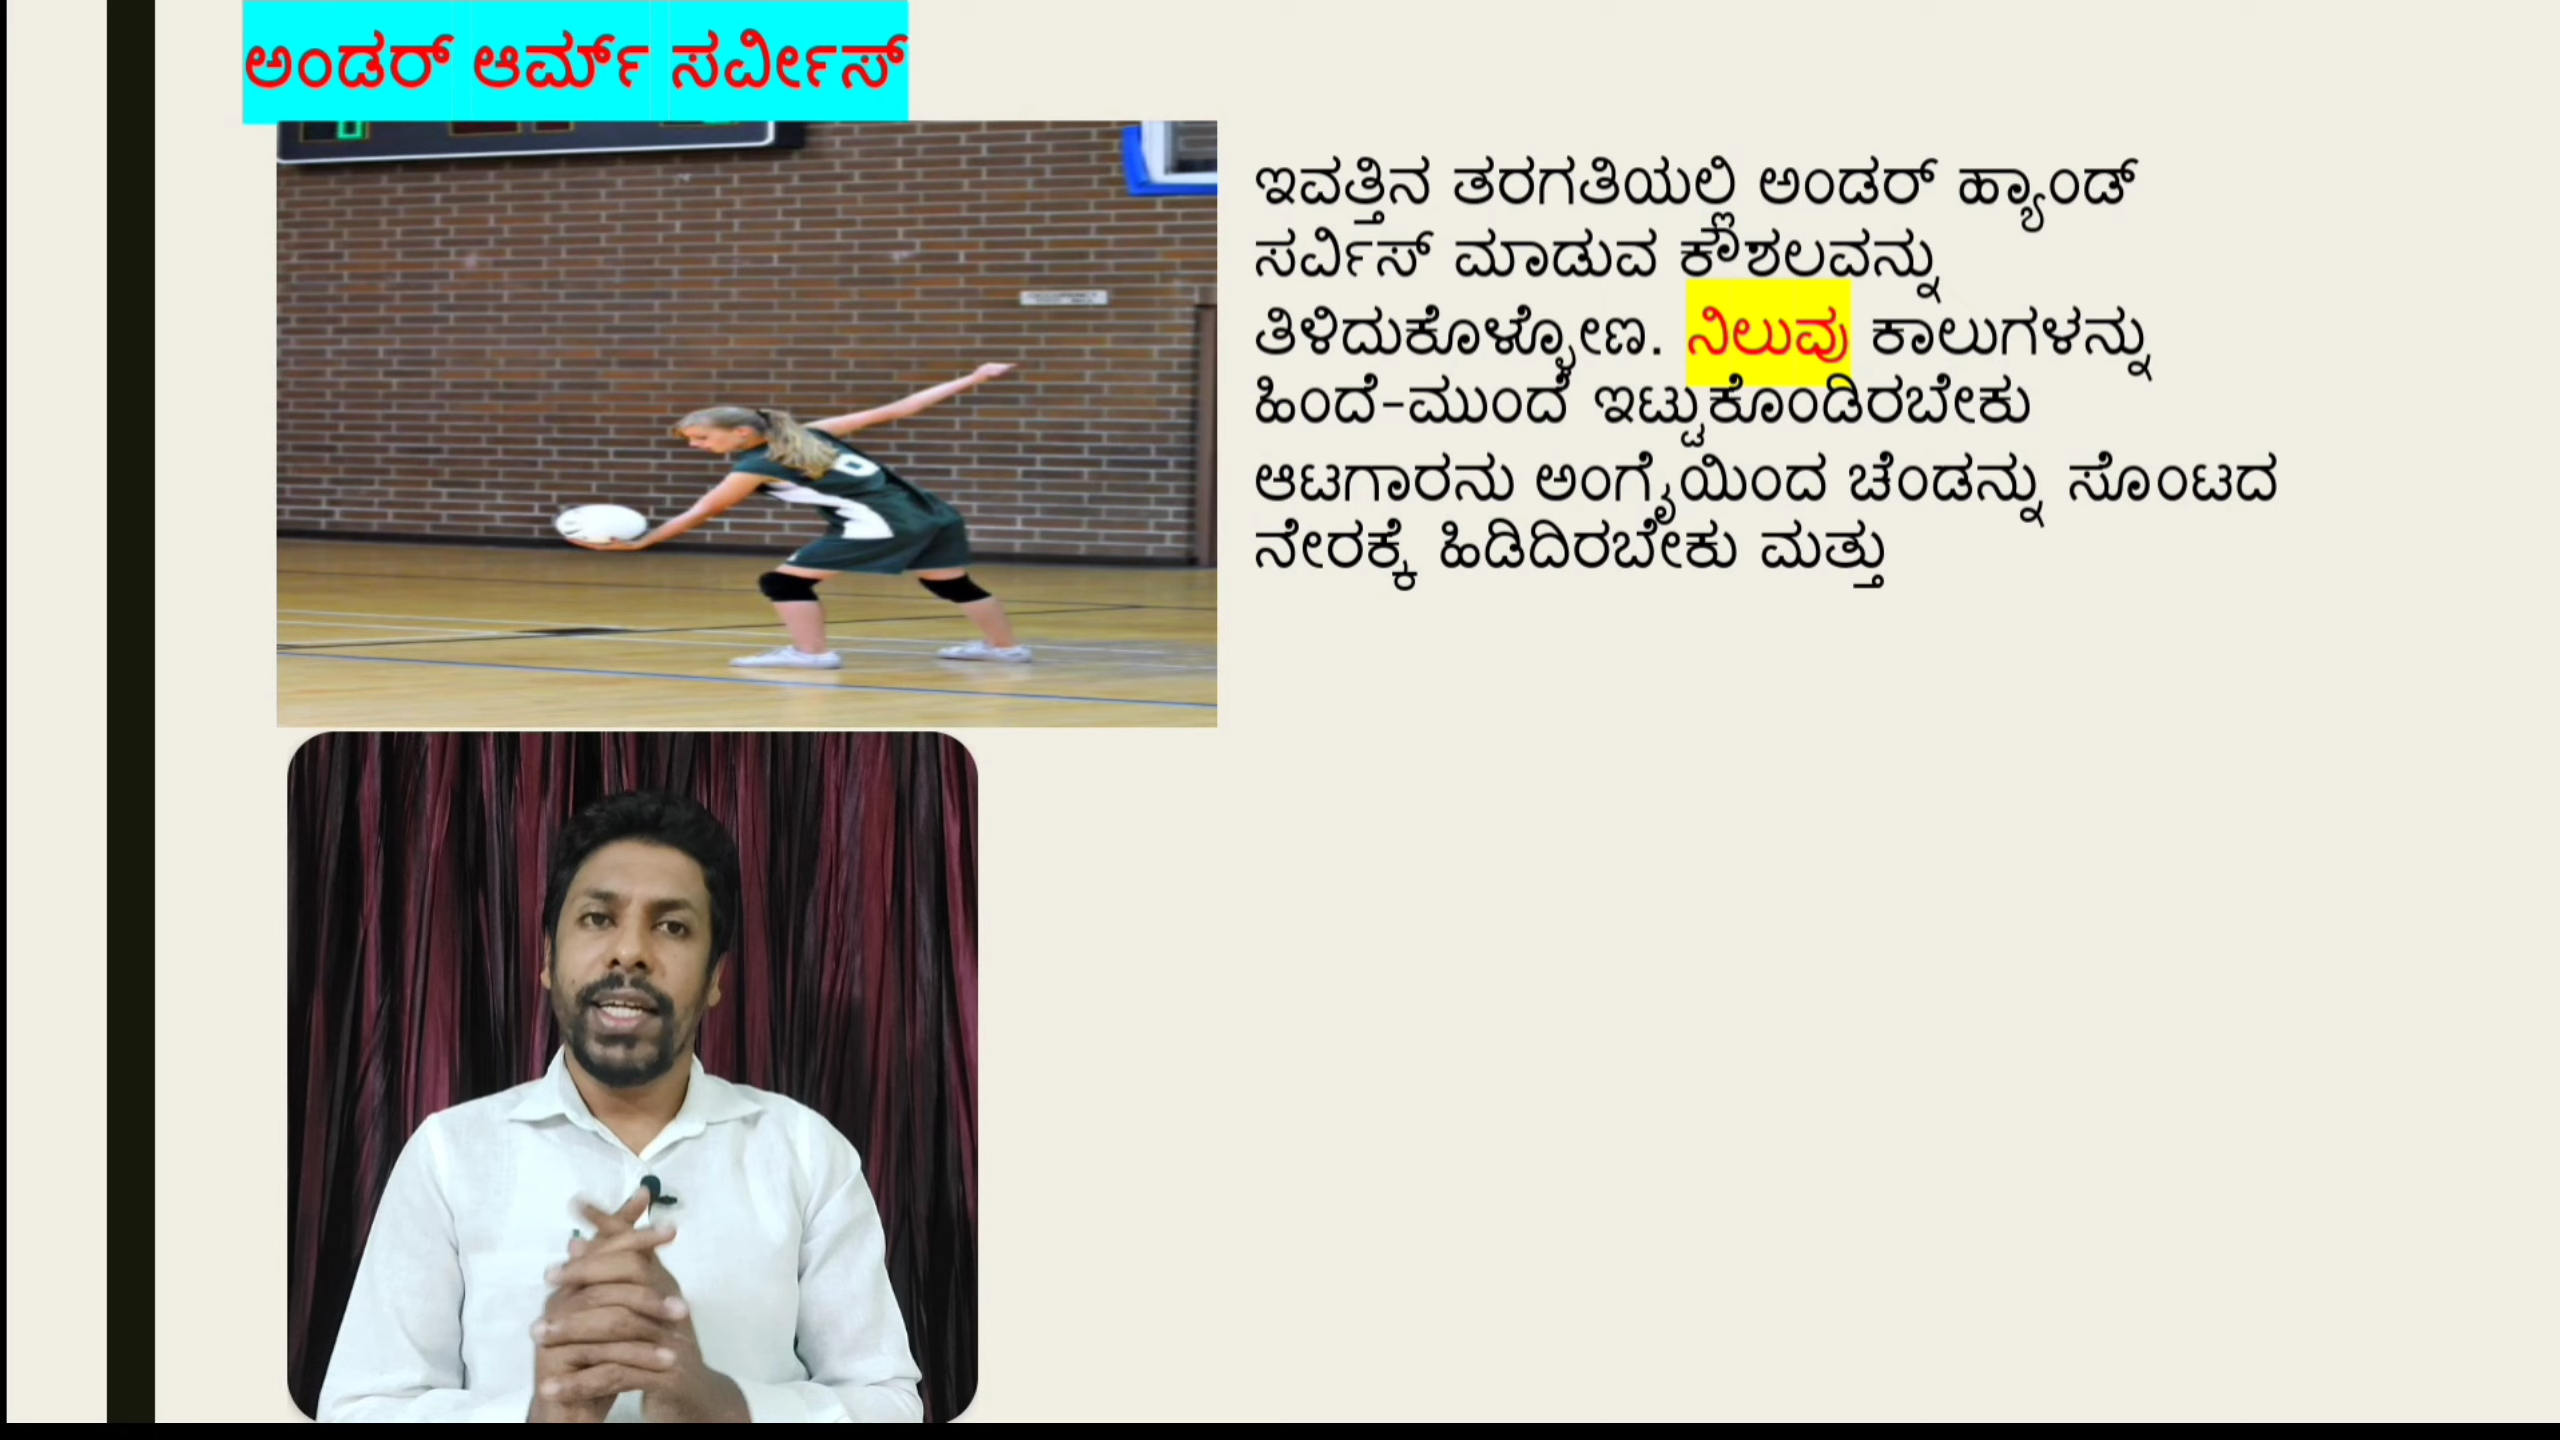 ಅಂಡರ್ ಆರ್ಮ್ ಸರ್ವೀಸ್
ಇವತ್ತಿನ ತರಗತಿಯಲ್ಲಿ ಅಂಡರ್ ಹ್ಯಾಂಡ್
ಸರ್ವಿಸ್ ಮಾಡುವ ಕೌಶಲವನ್ನು
ತಿಳಿದುಕೊಳ್ಳೋಣ. ನಿಲುವು ಕಾಲುಗಳನ್ನು
ಹಿಂದೆ-ಮುಂದೆ ಇಟ್ಟುಕೊಂಡಿರಬೇಕು
ಆಟಗಾರನು ಅಂಗೈಯಿಂದ ಚೆಂಡನ್ನು ಸೊಂಟದ
ನೇರಕ್ಕೆ ಹಿಡಿದಿರಬೇಕು ಮತ್ತು